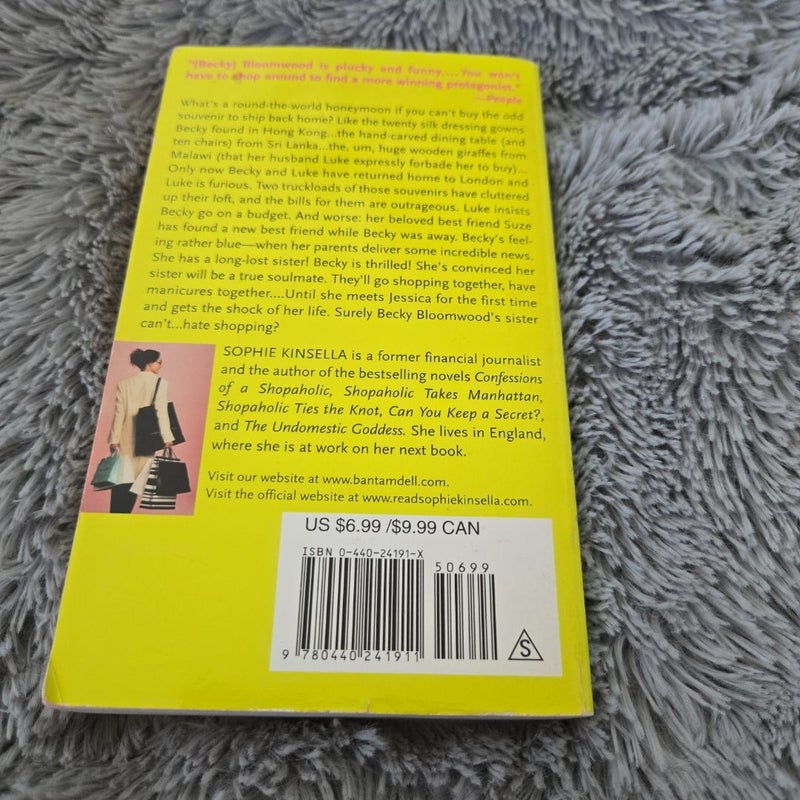 "(Becky) Bloomwood is plucky and funny.... You won't
have to shop around to find a more winning protagonist."
—People
What's a round-the-world honeymoon if you can't buy the odd
souvenir to ship back home? Like the twenty silk dressing gowns
Becky found in Hong Kong...the hand-carved dining table (and
ten chairs) from Sri Lanka...the, um, huge wooden giraffes from
Malawi (that her husband Luke expressly forbade her to buy)...
Only now Becky and Luke have returned home to London and
Luke is furious. Two truckloads of those souvenirs have cluttered
up their loft, and the bills for them are outrageous. Luke insists
Becky go on a budget. And worse: her beloved best friend Suze
has found a new best friend while Becky was away. Becky's feel-
ing rather blue—when her parents deliver some incredible news.
She has a long-lost sister! Becky is thrilled! She's convinced her
sister will be a true soulmate. They'll go shopping together, have
manicures together....Until she meets Jessica for the first time
and gets the shock of her life. Surely Becky Bloomwood's sister
can't...hate shopping?
SOPHIE KINSELLA is a former financial journalist
and the author of the bestselling novels Confessions
of a Shopaholic, Shopaholic Takes Manhattan,
Shopaholic Ties the Knot, Can You Keep a Secret?,
and The Undomestic Goddess. She lives in England,
where she is at work on her next book.
Visit our website at www.bantamdell.com.
Visit the official website at www.readsophiekinsella.com.
US $6.99 /$9.99 CAN
ISBN 0-440-24191-X
50699
9 780440 241911
S